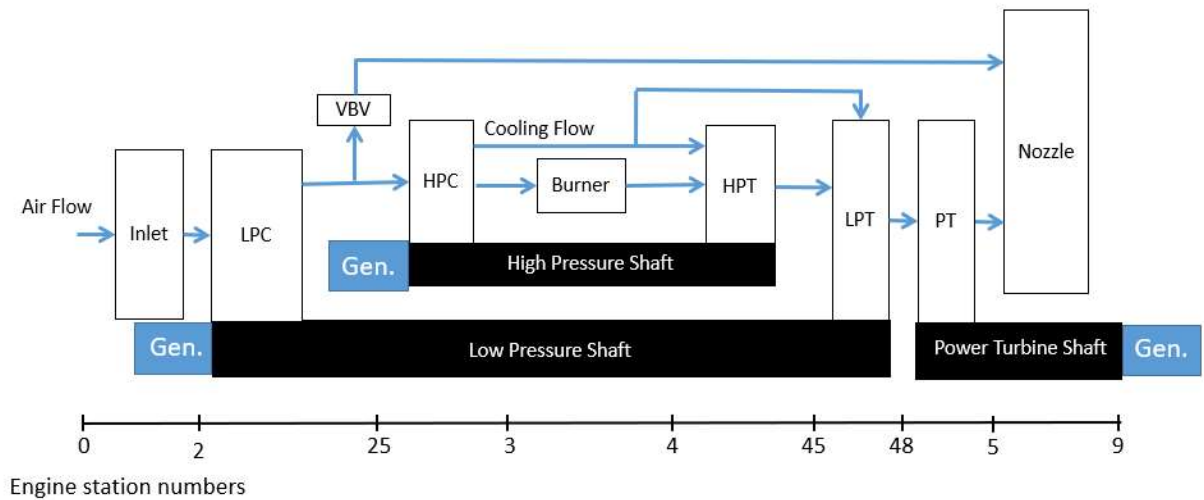 VBV
Cooling Flow
Nozzle
HPC
Burner
HPT
Air Flow
Inlet
LPC
LPT
PT
Gen.
High Pressure Shaft
Gen.
Low Pressure Shaft
Power Turbine Shaft
Gen.
0 2 25 3 4 45 48 5 9
Engine station numbers